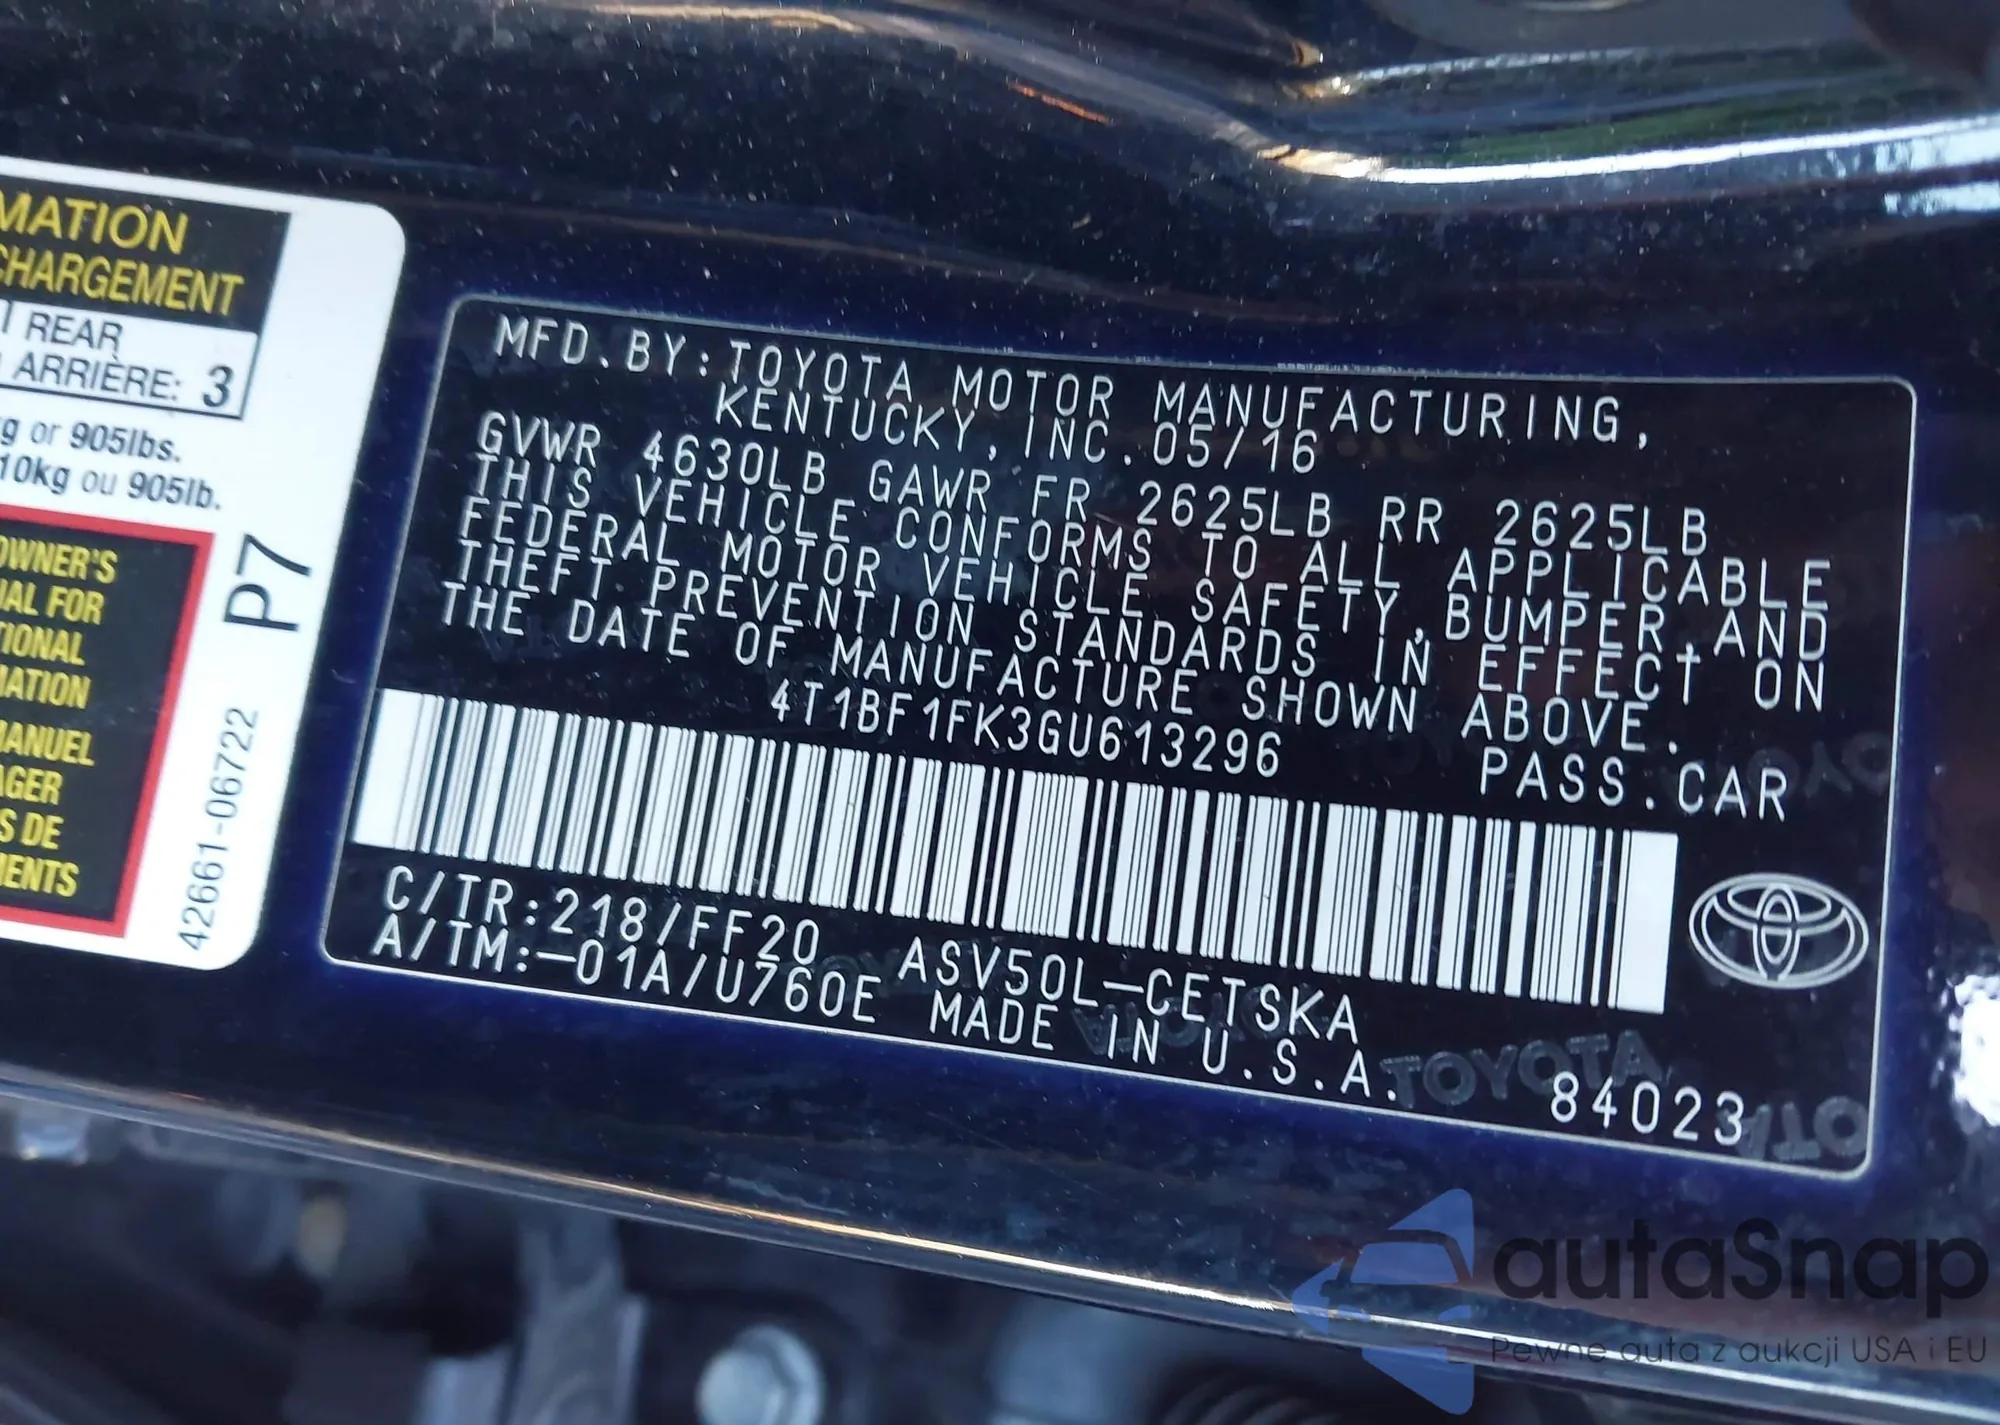 MATION
CHARGEMENT
REAR
ARRIÈRE: 3
g or 905lbs.
10kg ou 905lb.
OWNER'S
IAL FOR
TIONAL
MATION
MANUEL
AGER
S DE
MENTS
P7
42661-06722
MFD.BY:TOYOTA MOTOR MANUFACTURING,
KENTUCKY,INC.05/16
GVWR 4630LB GAWR FR 2625LB RR 2625LB
THIS VEHICLE CONFORMS TO ALL APPLICABLE
FEDERAL MOTOR VEHICLE SAFETY,BUMPER,AND
THEFT PREVENTION STANDARDS IN EFFECT ON
THE DATE OF MANUFACTURE SHOWN ABOVE.
4T1BF1FK3GU613296 PASS.CAR
C/TR:218/FF20 ASV50L-CETSKA
A/TM:-01A/U760E MADE IN U.S.A. 84023
TOYOTA
autaSnap
Pewne auta z aukcji USA i EU